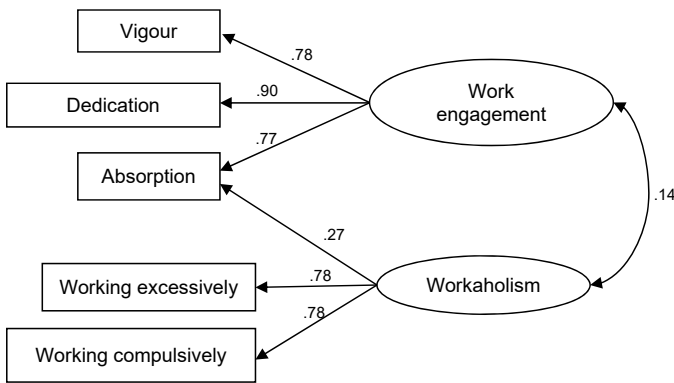 Vigour
.78
Work
engagement
Dedication
.90
.77
Absorption
.14
.27
Working excessively
.78
Workaholism
.78
Working compulsively